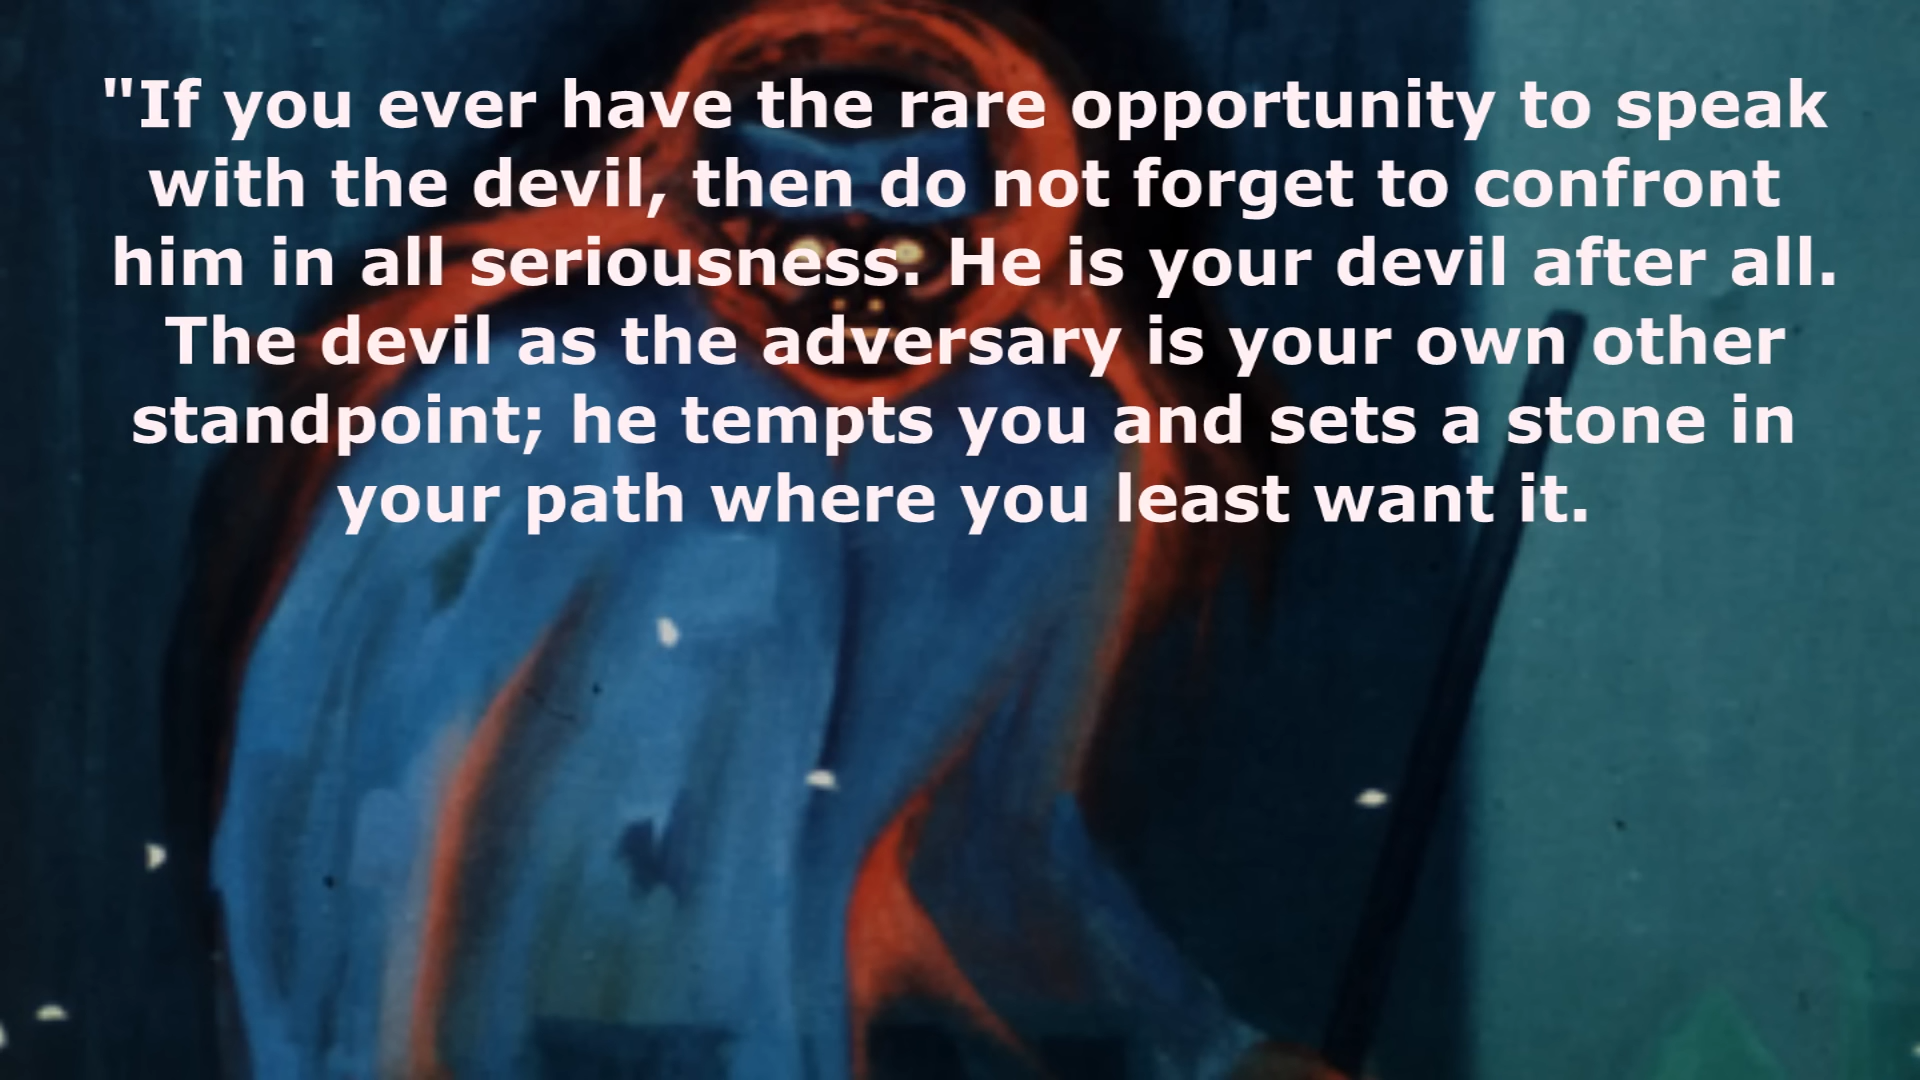 "If you ever have the rare opportunity to speak
with the devil, then do not forget to confront
him in all seriousness. He is your devil after all.
The devil as the adversary is your own other
standpoint; he tempts you and sets a stone in
your path where you least want it.